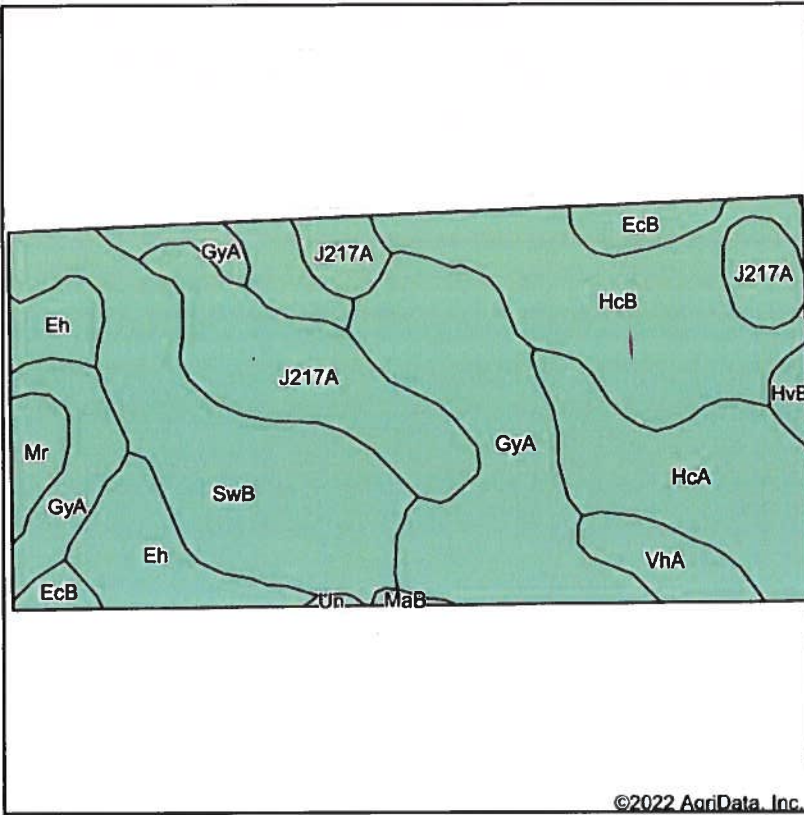 EcB
GyA
J217A
J217A
HcB
Eh
J217A
HvB
GyA
Mr
HcA
SwB
GyA
Eh
VhA
EcB
Un
MaB
©2022 AgriData, Inc.